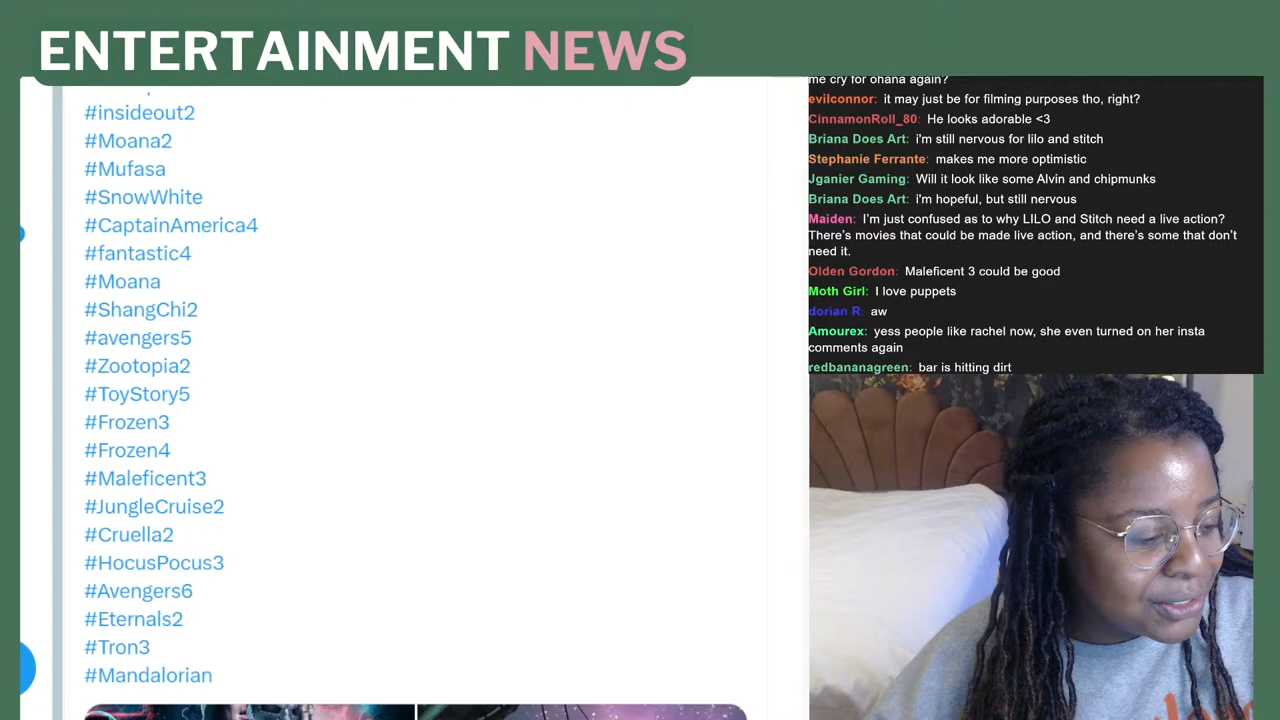 ENTERTAINMENT NEWS
#insideout2
#Moana2
#Mufasa
#SnowWhite
#CaptainAmerica4
#fantastic4
#Moana
#ShangChi2
#avengers5
#Zootopia2
#ToyStory5
#Frozen3
#Frozen4
#Maleficent3
#JungleCruise2
#Cruella2
#HocusPocus3
#Avengers6
#Eternals2
#Tron3
#Mandalorian
me cry for ohana again?
evilconnor: it may just be for filming purposes tho, right?
CinnamonRoll_80: He looks adorable <3
Briana Does Art: i'm still nervous for lilo and stitch
Stephanie Ferrante: makes me more optimistic
Jganier Gaming: Will it look like some Alvin and chipmunks
Briana Does Art: i'm hopeful, but still nervous
Maiden: I'm just confused as to why LILO and Stitch need a live action?
There's movies that could be made live action, and there's some that don't
need it.
Olden Gordon: Maleficent 3 could be good
Moth Girl: I love puppets
dorian R: aw
Amourex: yess people like rachel now, she even turned on her insta
comments again
redbananagreen: bar is hitting dirt